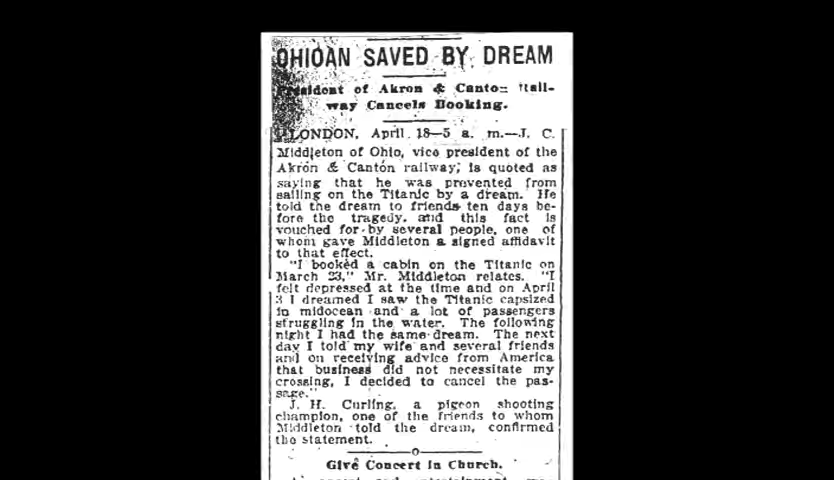 OHIOAN SAVED BY DREAM
President of Akron & Canton Rail-
way Cancels Booking.
LONDON, April 18—5 a. m.—J. C.
Middleton of Ohio, vice president of the
Akron & Canton railway, is quoted as
saying that he was prevented from
sailing on the Titanic by a dream. He
told the dream to friends ten days be-
fore the tragedy, and this fact is
vouched for by several people, one of
whom gave Middleton a signed affidavit
to that effect.
"I booked a cabin on the Titanic on
March 23," Mr. Middleton relates. "I
felt depressed at the time and on April
3 I dreamed I saw the Titanic capsized
in midocean and a lot of passengers
struggling in the water. The following
night I had the same dream. The next
day I told my wife and several friends
and on receiving advice from America
that business did not necessitate my
crossing, I decided to cancel the pas-
sage."
J. H. Curling, a pigeon shooting
champion, one of the friends to whom
Middleton told the dream, confirmed
the statement.
Give Concert in Church.